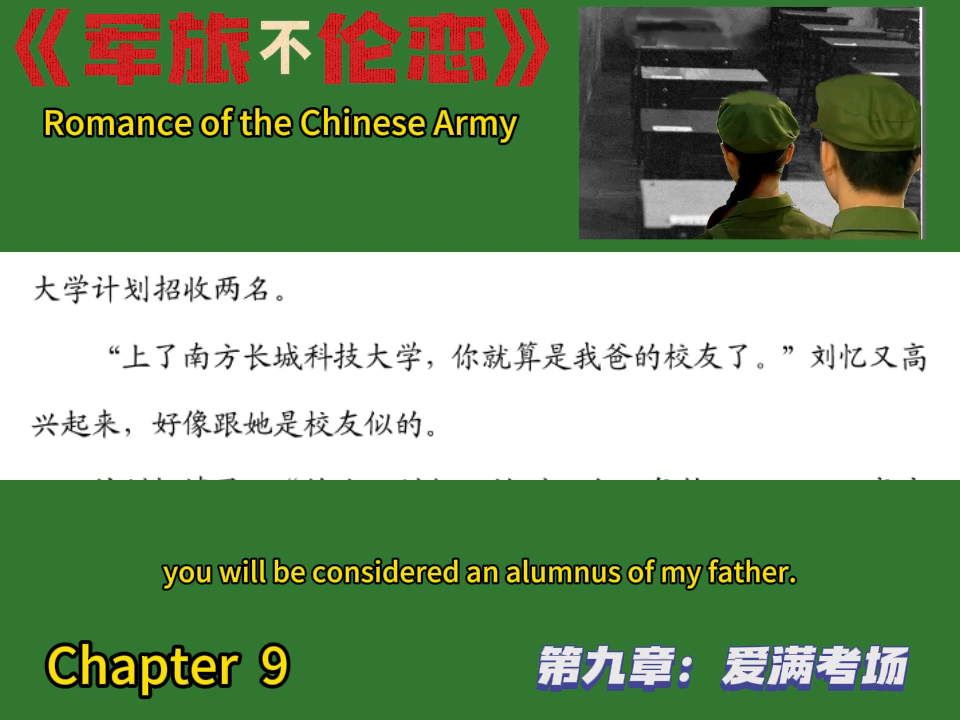 《军旅不伦恋》
Romance of the Chinese Army
大学计划招收两名。
“上了南方长城科技大学，你就算是我爸的校友了。”刘忆又高
兴起来，好像跟她是校友似的。
you will be considered an alumnus of my father.
Chapter 9
第九章：爱满考场